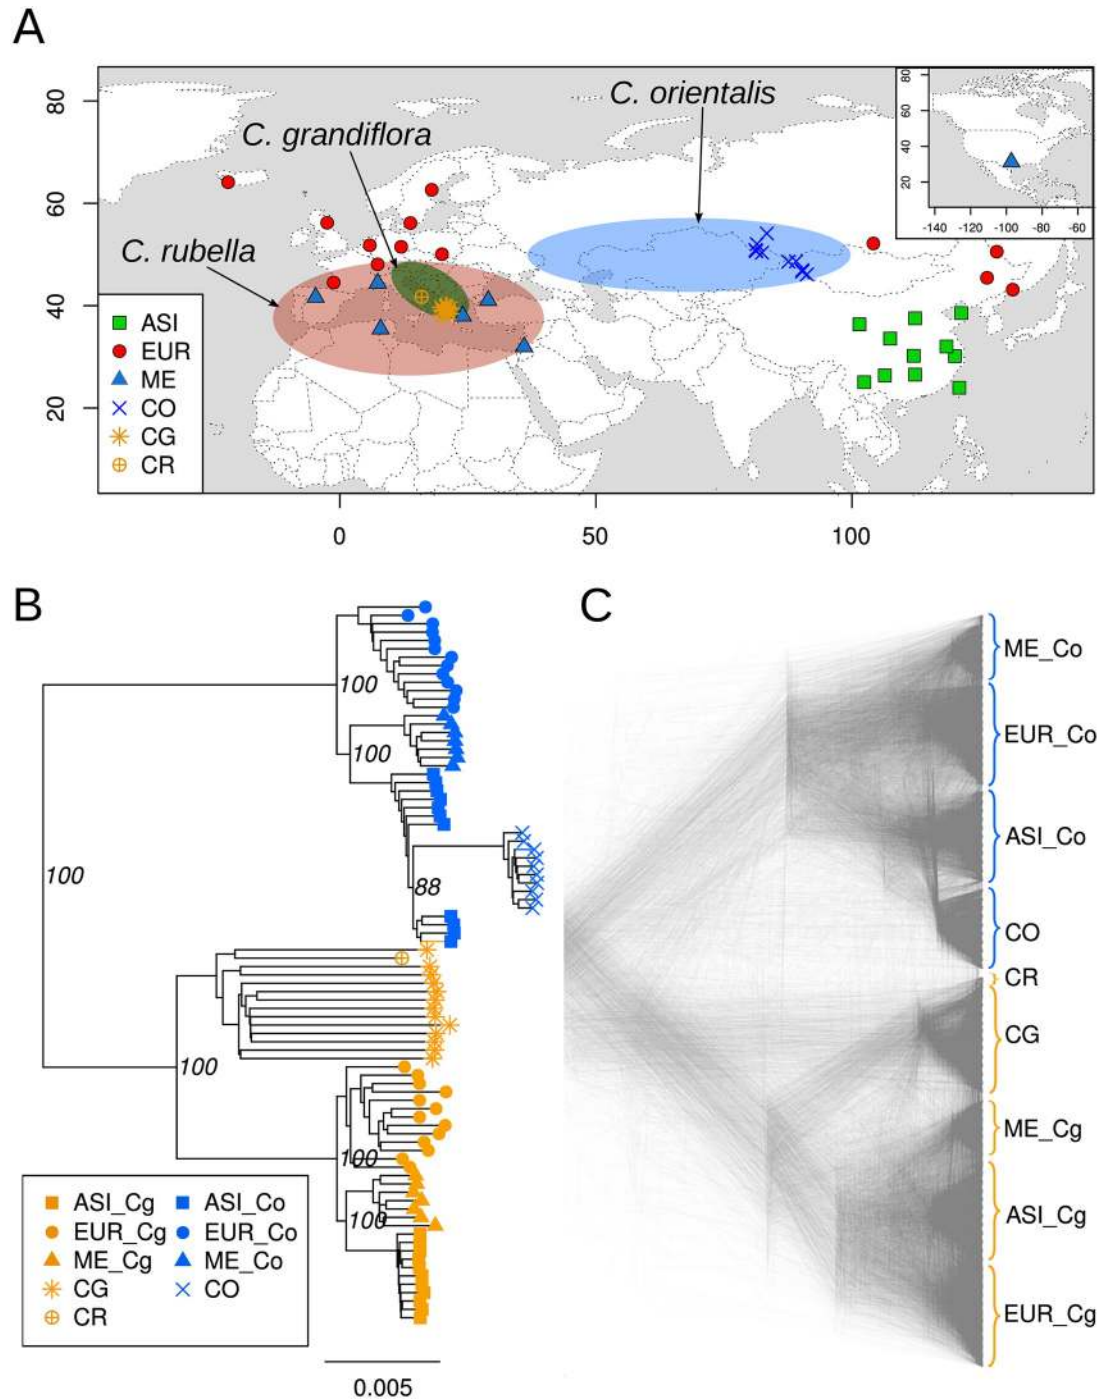 A
C. orientalis
C. grandiflora
C. rubella
80
60
40
20
0
50
100
80
60
40
20
-140
-120
-100
-80
-60
ASI
EUR
ME
CO
CG
CR
B
100
100
100
88
100
100
100
ASI_Cg
ASI_Co
EUR_Cg
EUR_Co
ME_Cg
ME_Co
CG
CO
CR
0.005
C
ME_Co
EUR_Co
ASI_Co
CO
CR
CG
ME_Cg
ASI_Cg
EUR_Cg